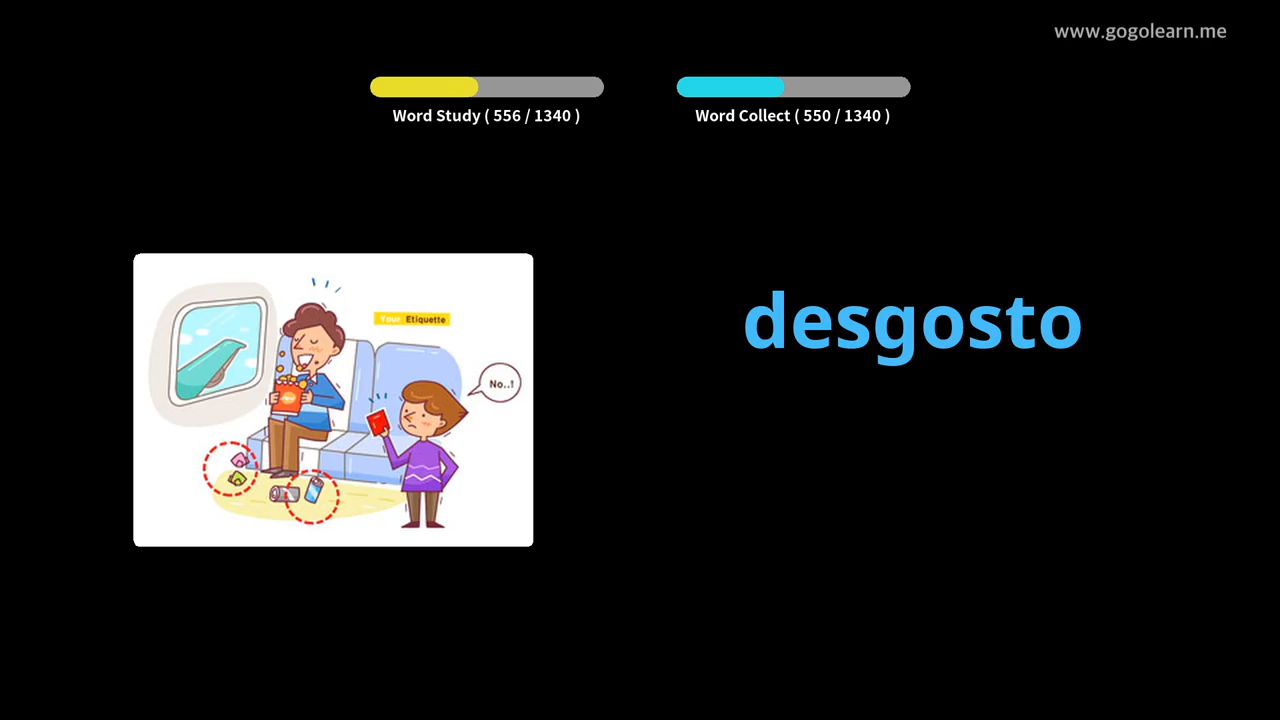 www.gogolearn.me
Word Study ( 556 / 1340 )
Word Collect ( 550 / 1340 )
desgosto
Your Etiquette
No..!